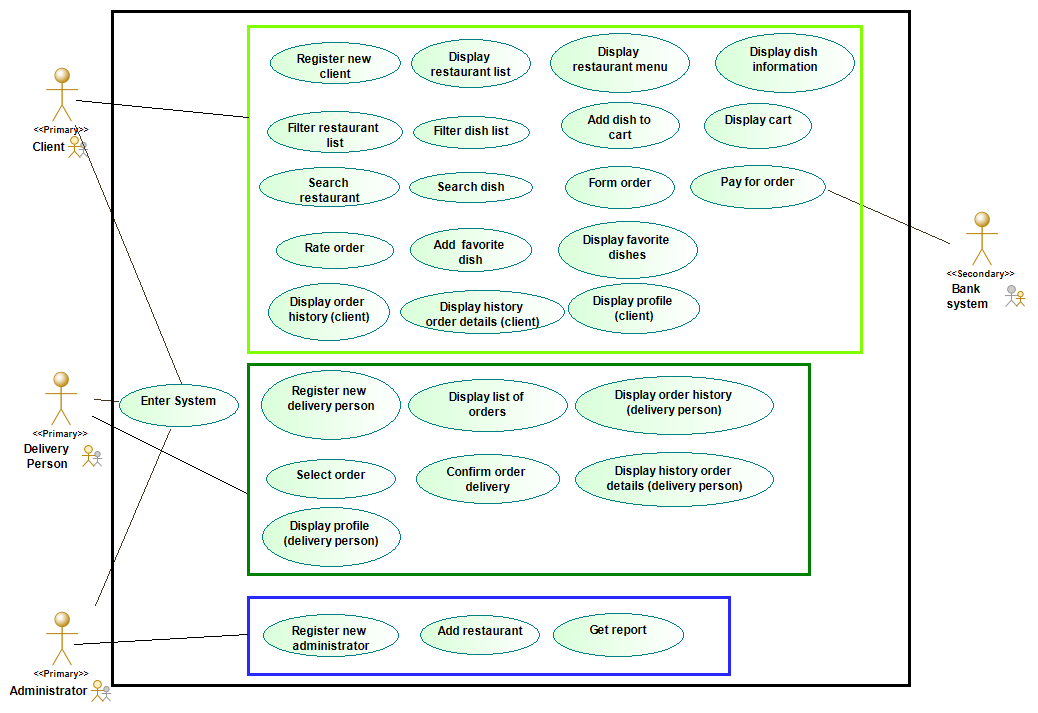 Register new
client
Display
restaurant list
Display
restaurant menu
Display dish
information
<<Primary>>
Client
Filter restaurant
list
Filter dish list
Add dish to
cart
Display cart
Search
restaurant
Search dish
Form order
Pay for order
Rate order
Add favorite
dish
Display favorite
dishes
<<Secondary>>
Bank
system
Display order
history (client)
Display history
order details (client)
Display profile
(client)
<<Primary>>
Delivery
Person
Enter System
Register new
delivery person
Display list of
orders
Display order history
(delivery person)
Select order
Confirm order
delivery
Display history order
details (delivery person)
Display profile
(delivery person)
<<Primary>>
Administrator
Register new
administrator
Add restaurant
Get report